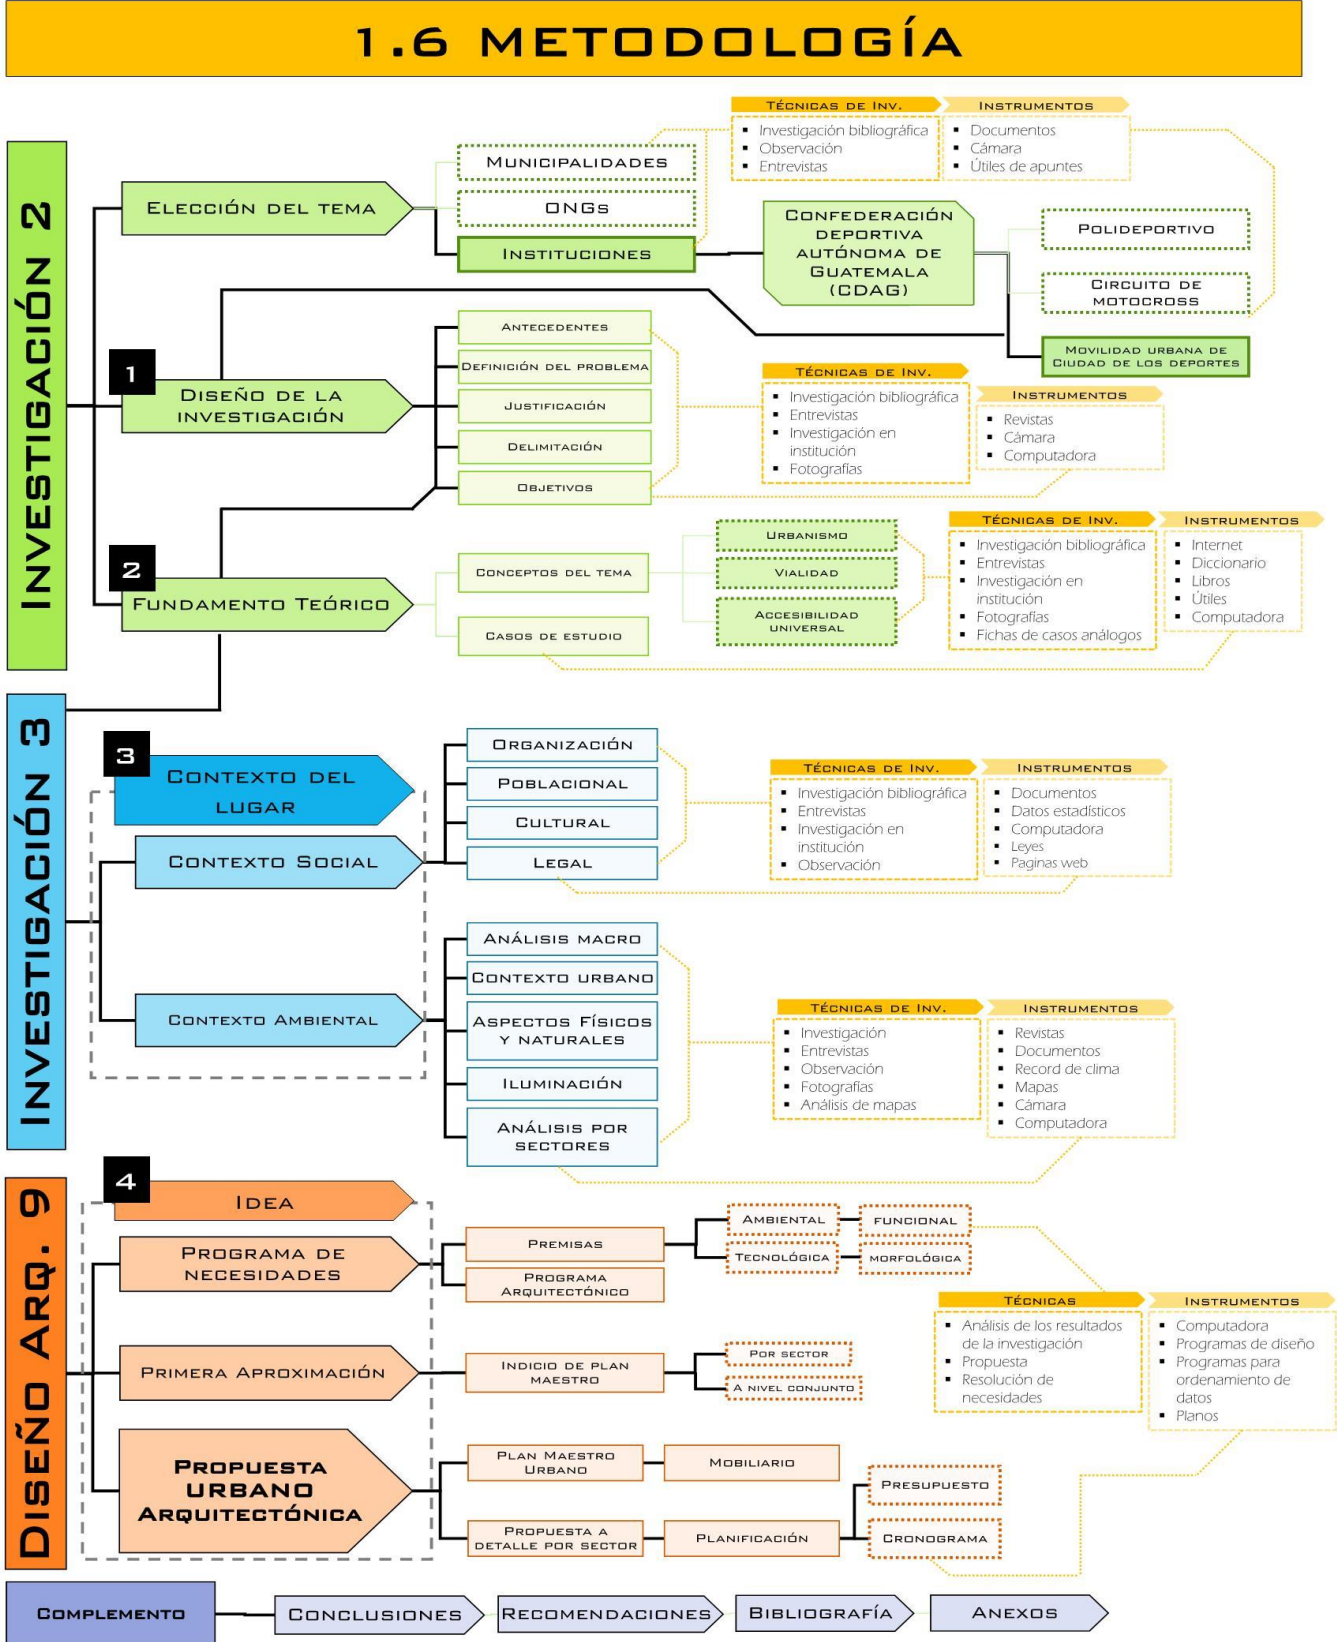 1.6 METODOLOGÍA
INVESTIGACIÓN 2
ELECCIÓN DEL TEMA
MUNICIPALIDADES
ONGS
INSTITUCIONES
TÉCNICAS DE INV.
▪ Investigación bibliográfica
▪ Observación
▪ Entrevistas
INSTRUMENTOS
▪ Documentos
▪ Cámara
▪ Útiles de apuntes
CONFEDERACIÓN
DEPORTIVA
AUTÓNOMA DE
GUATEMALA
(CDAG)
POLIDEPORTIVO
CIRCUITO DE
MOTOCROSS
MOVILIDAD URBANA DE
CIUDAD DE LOS DEPORTES
1
DISEÑO DE LA
INVESTIGACIÓN
ANTECEDENTES
DEFINICIÓN DEL PROBLEMA
JUSTIFICACIÓN
DELIMITACIÓN
OBJETIVOS
TÉCNICAS DE INV.
▪ Investigación bibliográfica
▪ Entrevistas
▪ Investigación en
institución
▪ Fotografías
INSTRUMENTOS
▪ Revistas
▪ Cámara
▪ Computadora
2
FUNDAMENTO TEÓRICO
CONCEPTOS DEL TEMA
CASOS DE ESTUDIO
URBANISMO
VIALIDAD
ACCESIBILIDAD
UNIVERSAL
TÉCNICAS DE INV.
▪ Investigación bibliográfica
▪ Entrevistas
▪ Investigación en
institución
▪ Fotografías
▪ Fichas de casos análogos
INSTRUMENTOS
▪ Internet
▪ Diccionario
▪ Libros
▪ Útiles
▪ Computadora
INVESTIGACIÓN 3
3
CONTEXTO DEL
LUGAR
CONTEXTO SOCIAL
ORGANIZACIÓN
POBLACIONAL
CULTURAL
LEGAL
TÉCNICAS DE INV.
▪ Investigación bibliográfica
▪ Entrevistas
▪ Investigación en
institución
▪ Observación
INSTRUMENTOS
▪ Documentos
▪ Datos estadísticos
▪ Computadora
▪ Leyes
▪ Paginas web
CONTEXTO AMBIENTAL
ANÁLISIS MACRO
CONTEXTO URBANO
ASPECTOS FÍSICOS
Y NATURALES
ILUMINACIÓN
ANÁLISIS POR
SECTORES
TÉCNICAS DE INV.
▪ Investigación
▪ Entrevistas
▪ Observación
▪ Fotografías
▪ Análisis de mapas
INSTRUMENTOS
▪ Revistas
▪ Documentos
▪ Record de clima
▪ Mapas
▪ Cámara
▪ Computadora
DISEÑO ARQ. 9
4
IDEA
PROGRAMA DE
NECESIDADES
PREMISAS
PROGRAMA
ARQUITECTÓNICO
AMBIENTAL
FUNCIONAL
TECNOLÓGICA
MORFOLÓGICA
PRIMERA APROXIMACIÓN
INDICIO DE PLAN
MAESTRO
POR SECTOR
A NIVEL CONJUNTO
TÉCNICAS
▪ Análisis de los resultados
de la investigación
▪ Propuesta
▪ Resolución de
necesidades
INSTRUMENTOS
▪ Computadora
▪ Programas de diseño
▪ Programas para
ordenamiento de
datos
▪ Planos
PROPUESTA
URBANO
ARQUITECTÓNICA
PLAN MAESTRO
URBANO
MOBILIARIO
PROPUESTA A
DETALLE POR SECTOR
PLANIFICACIÓN
PRESUPUESTO
CRONOGRAMA
COMPLEMENTO
CONCLUSIONES
RECOMENDACIONES
BIBLIOGRAFÍA
ANEXOS